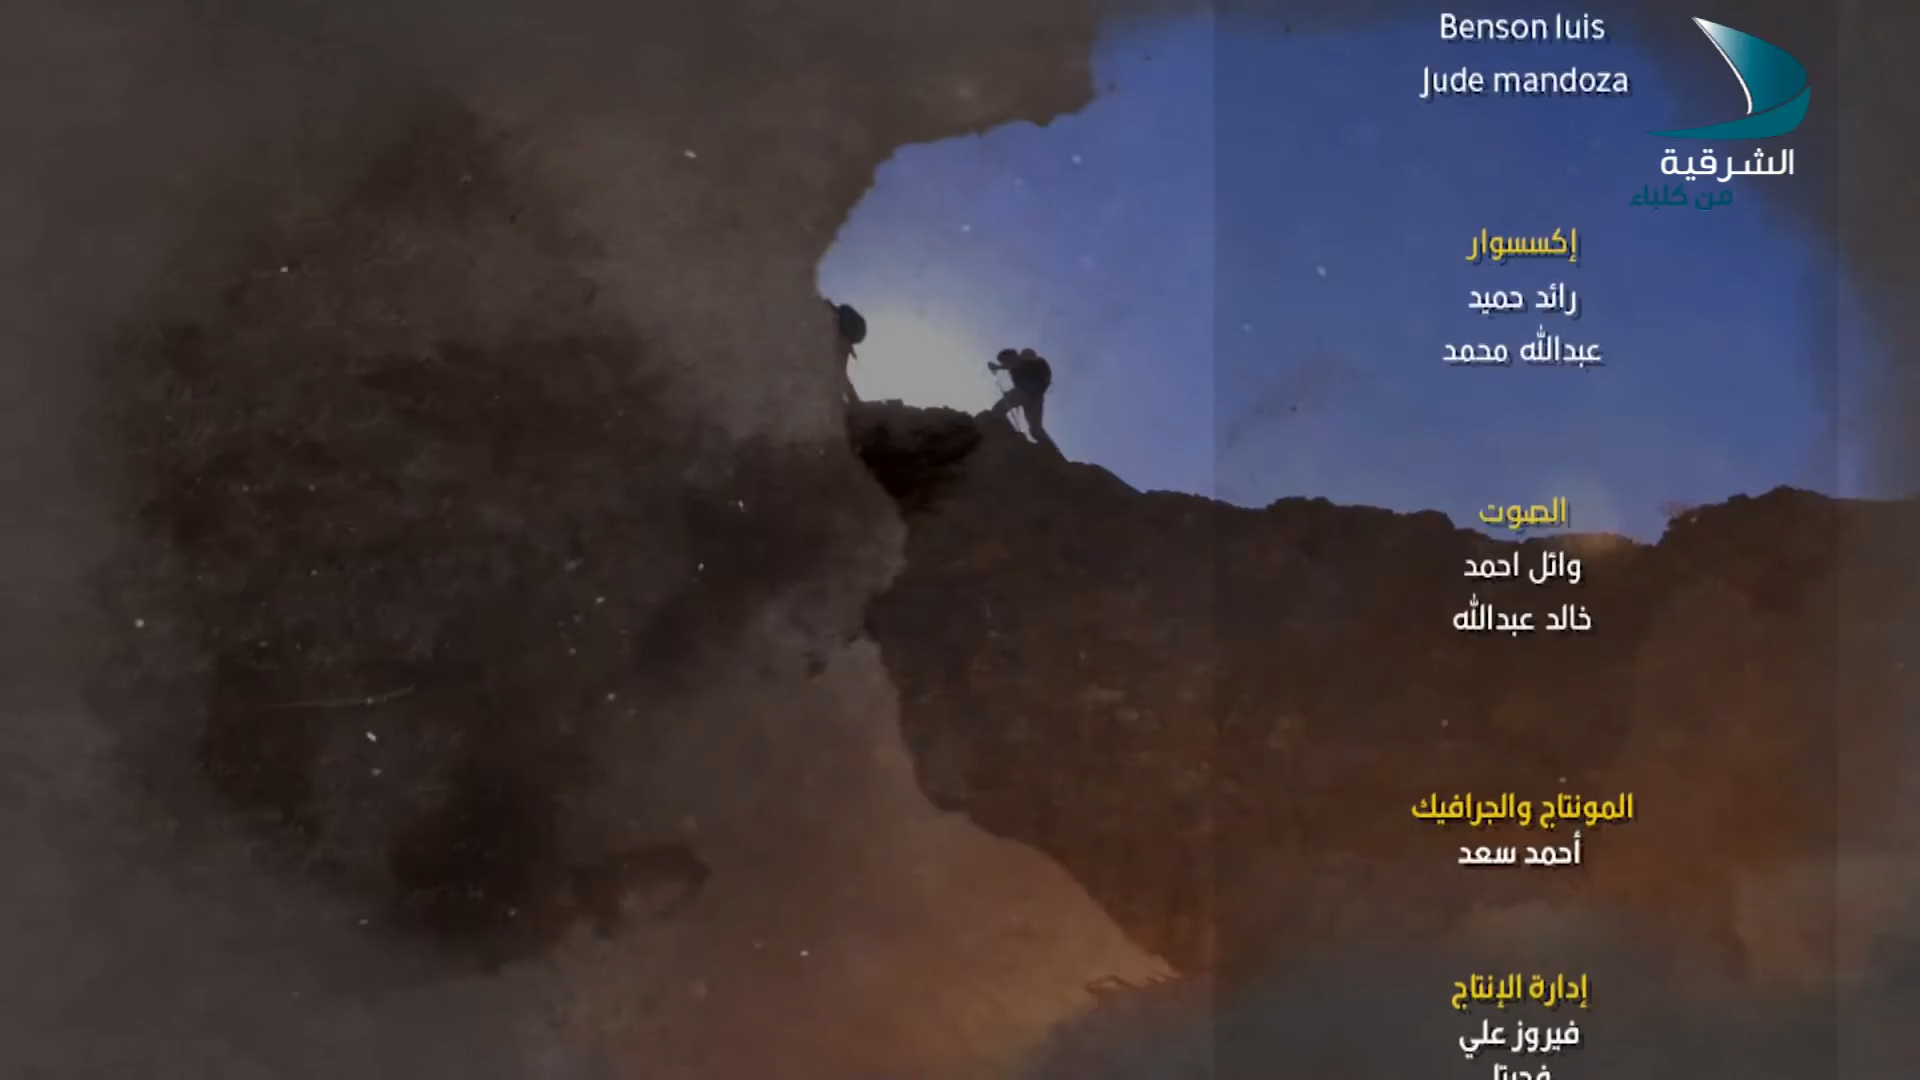 Benson luis
Jude mandoza
الشرقية
من كلباء
إكسسوار
رائد حميد
عبدالله محمد
الصوت
وائل احمد
خالد عبدالله
المونتاج والجرافيك
أحمد سعد
إدارة الإنتاج
فيروز علي